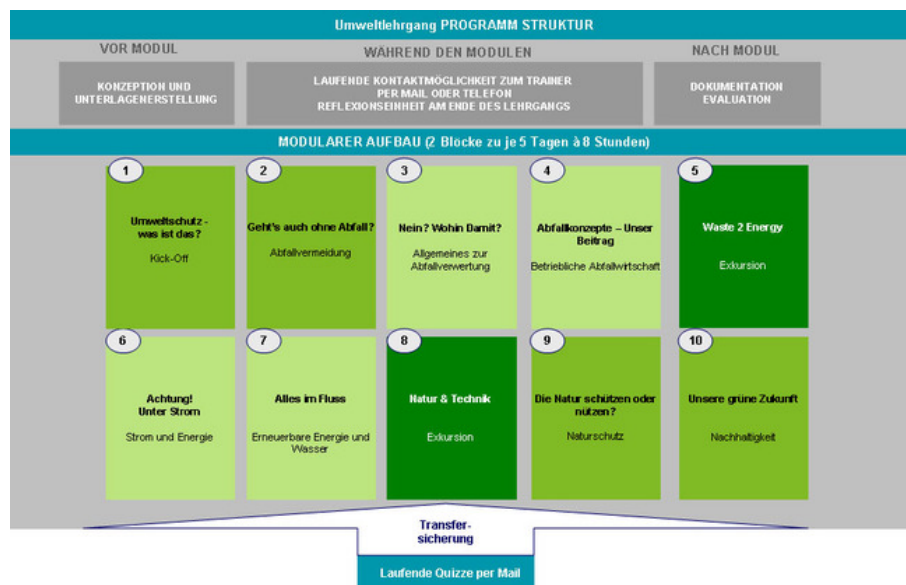 Umweltlehrgang PROGRAMM STRUKTUR
VOR MODUL
WÄHREND DEN MODULEN
NACH MODUL
KONZEPTION UND
UNTERLAGENERSTELLUNG
LAUFENDE KONTAKTMÖGLICHKEIT ZUM TRAINER
PER MAIL ODER TELEFON
REFLEXIONSEINHEIT AM ENDE DES LEHRGANGS
DOKUMENTATION
EVALUATION
MODULARER AUFBAU (2 Blöcke zu je 5 Tagen à 8 Stunden)
1
Umweltschutz -
was ist das?
Kick-Off
2
Geht's auch ohne Abfall?
Abfallvermeidung
3
Nein? Wohin Damit?
Allgemeines zur
Abfallverwertung
4
Abfallkonzepte – Unser
Beitrag
Betriebliche Abfallwirtschaft
5
Waste 2 Energy
Exkursion
6
Achtung!
Unter Strom
Strom und Energie
7
Alles im Fluss
Erneuerbare Energie und
Wasser
8
Natur & Technik
Exkursion
9
Die Natur schützen oder
nützen?
Naturschutz
10
Unsere grüne Zukunft
Nachhaltigkeit
Transfer-
sicherung
Laufende Quizze per Mail